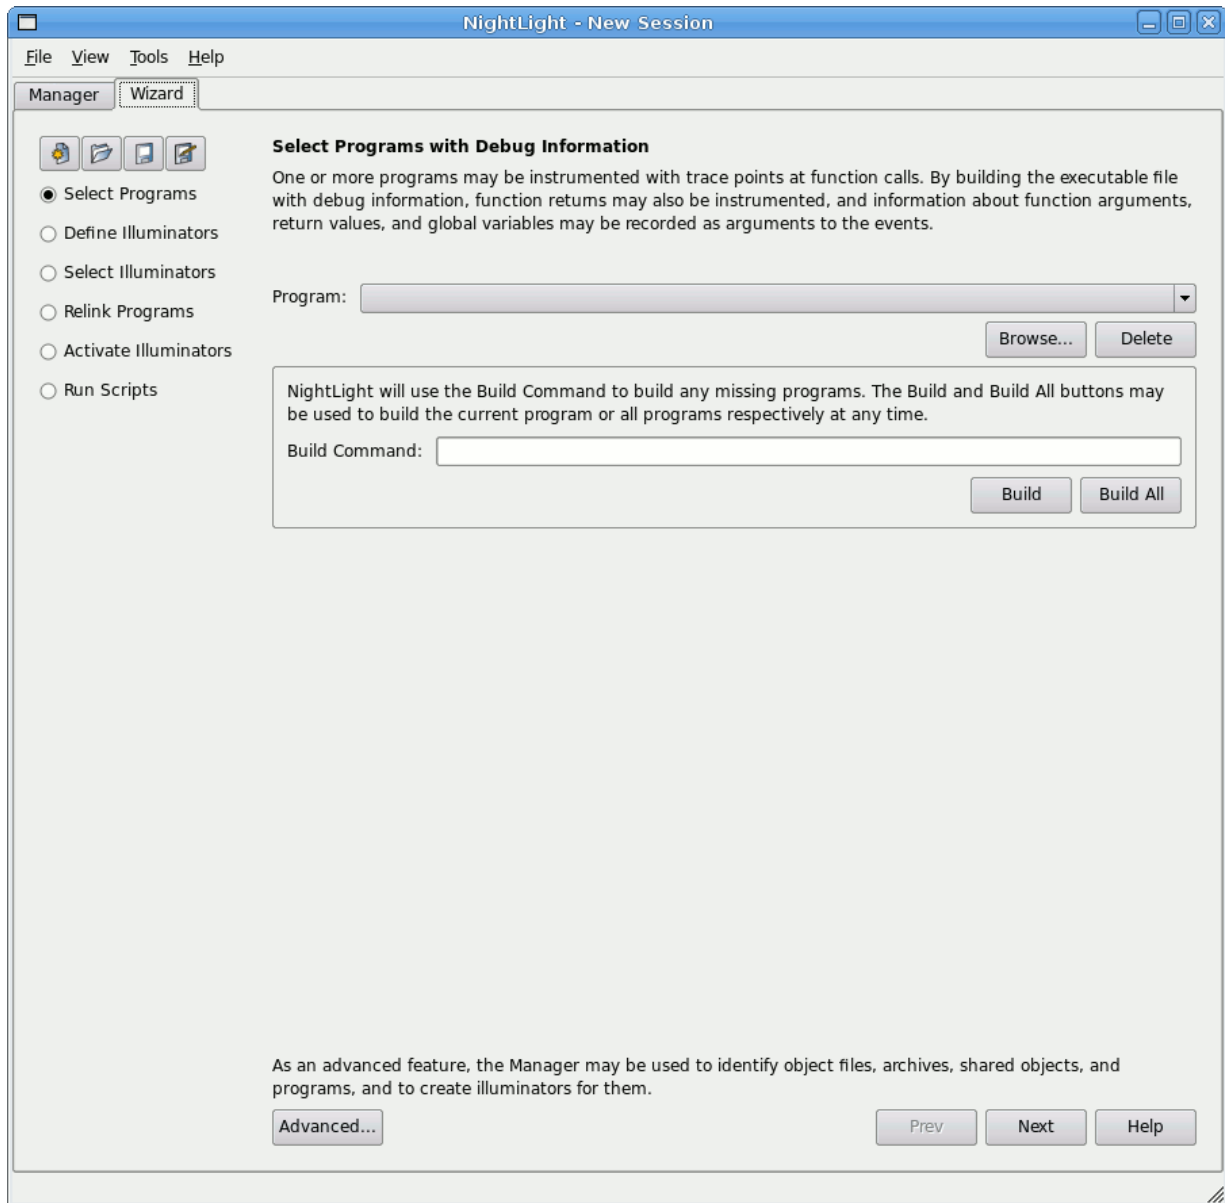 NightLight - New Session
File View Tools Help
Manager Wizard
Select Programs with Debug Information
One or more programs may be instrumented with trace points at function calls. By building the executable file
with debug information, function returns may also be instrumented, and information about function arguments,
return values, and global variables may be recorded as arguments to the events.
Select Programs
Define Illuminators
Select Illuminators
Relink Programs
Activate Illuminators
Run Scripts
Program:
Browse... Delete
NightLight will use the Build Command to build any missing programs. The Build and Build All buttons may
be used to build the current program or all programs respectively at any time.
Build Command:
Build Build All
As an advanced feature, the Manager may be used to identify object files, archives, shared objects, and
programs, and to create illuminators for them.
Advanced... Prev Next Help